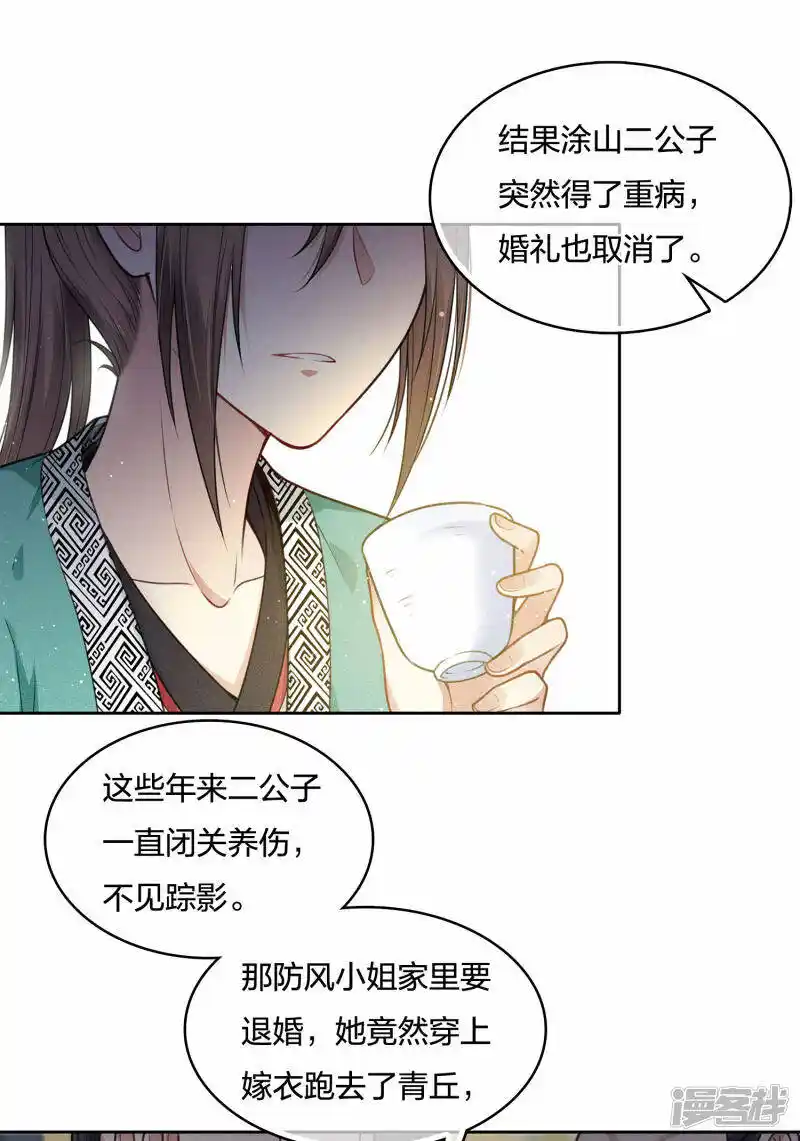 结果涂山二公子
突然得了重病，
婚礼也取消了。
这些年来二公子
一直闭关养伤，
不见踪影。
那防风小姐家里要
退婚，她竟然穿上
嫁衣跑去了青丘，
漫客栈